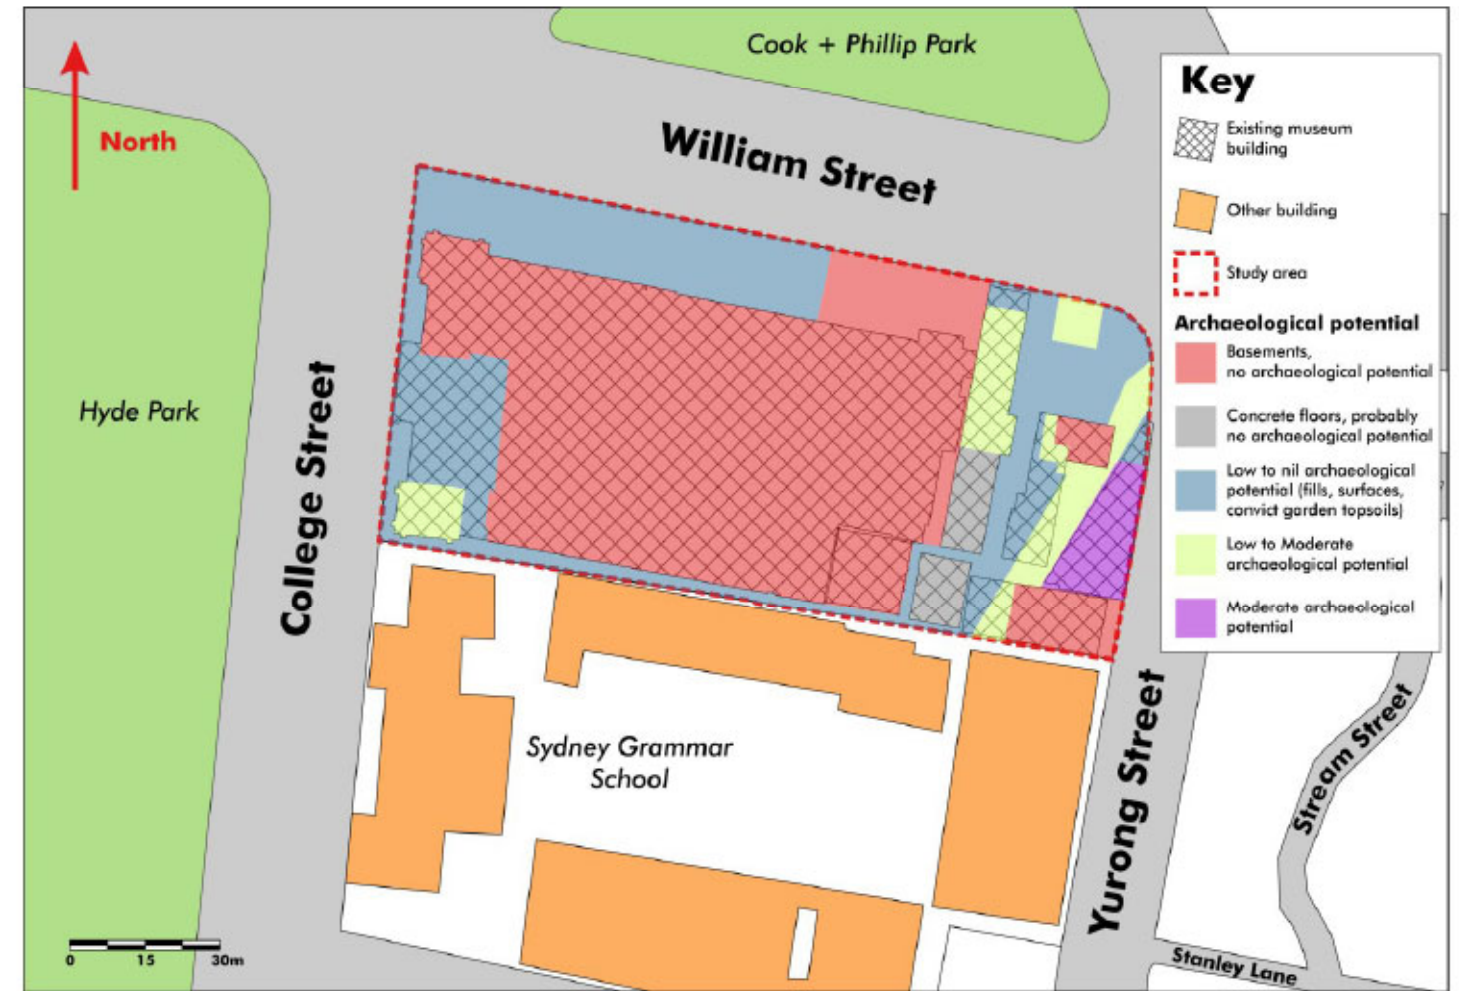 Cook + Phillip Park
North
William Street
Hyde Park
College Street
Sydney Grammar
School
Yurong Street
Stream Street
Stanley Lane
0 15 30m
Key
Existing museum
building
Other building
Study area
Archaeological potential
Basements,
no archaeological potential
Concrete floors, probably
no archaeological potential
Low to nil archaeological
potential (fills, surfaces,
convict garden topsoils)
Low to Moderate
archaeological potential
Moderate archaeological
potential